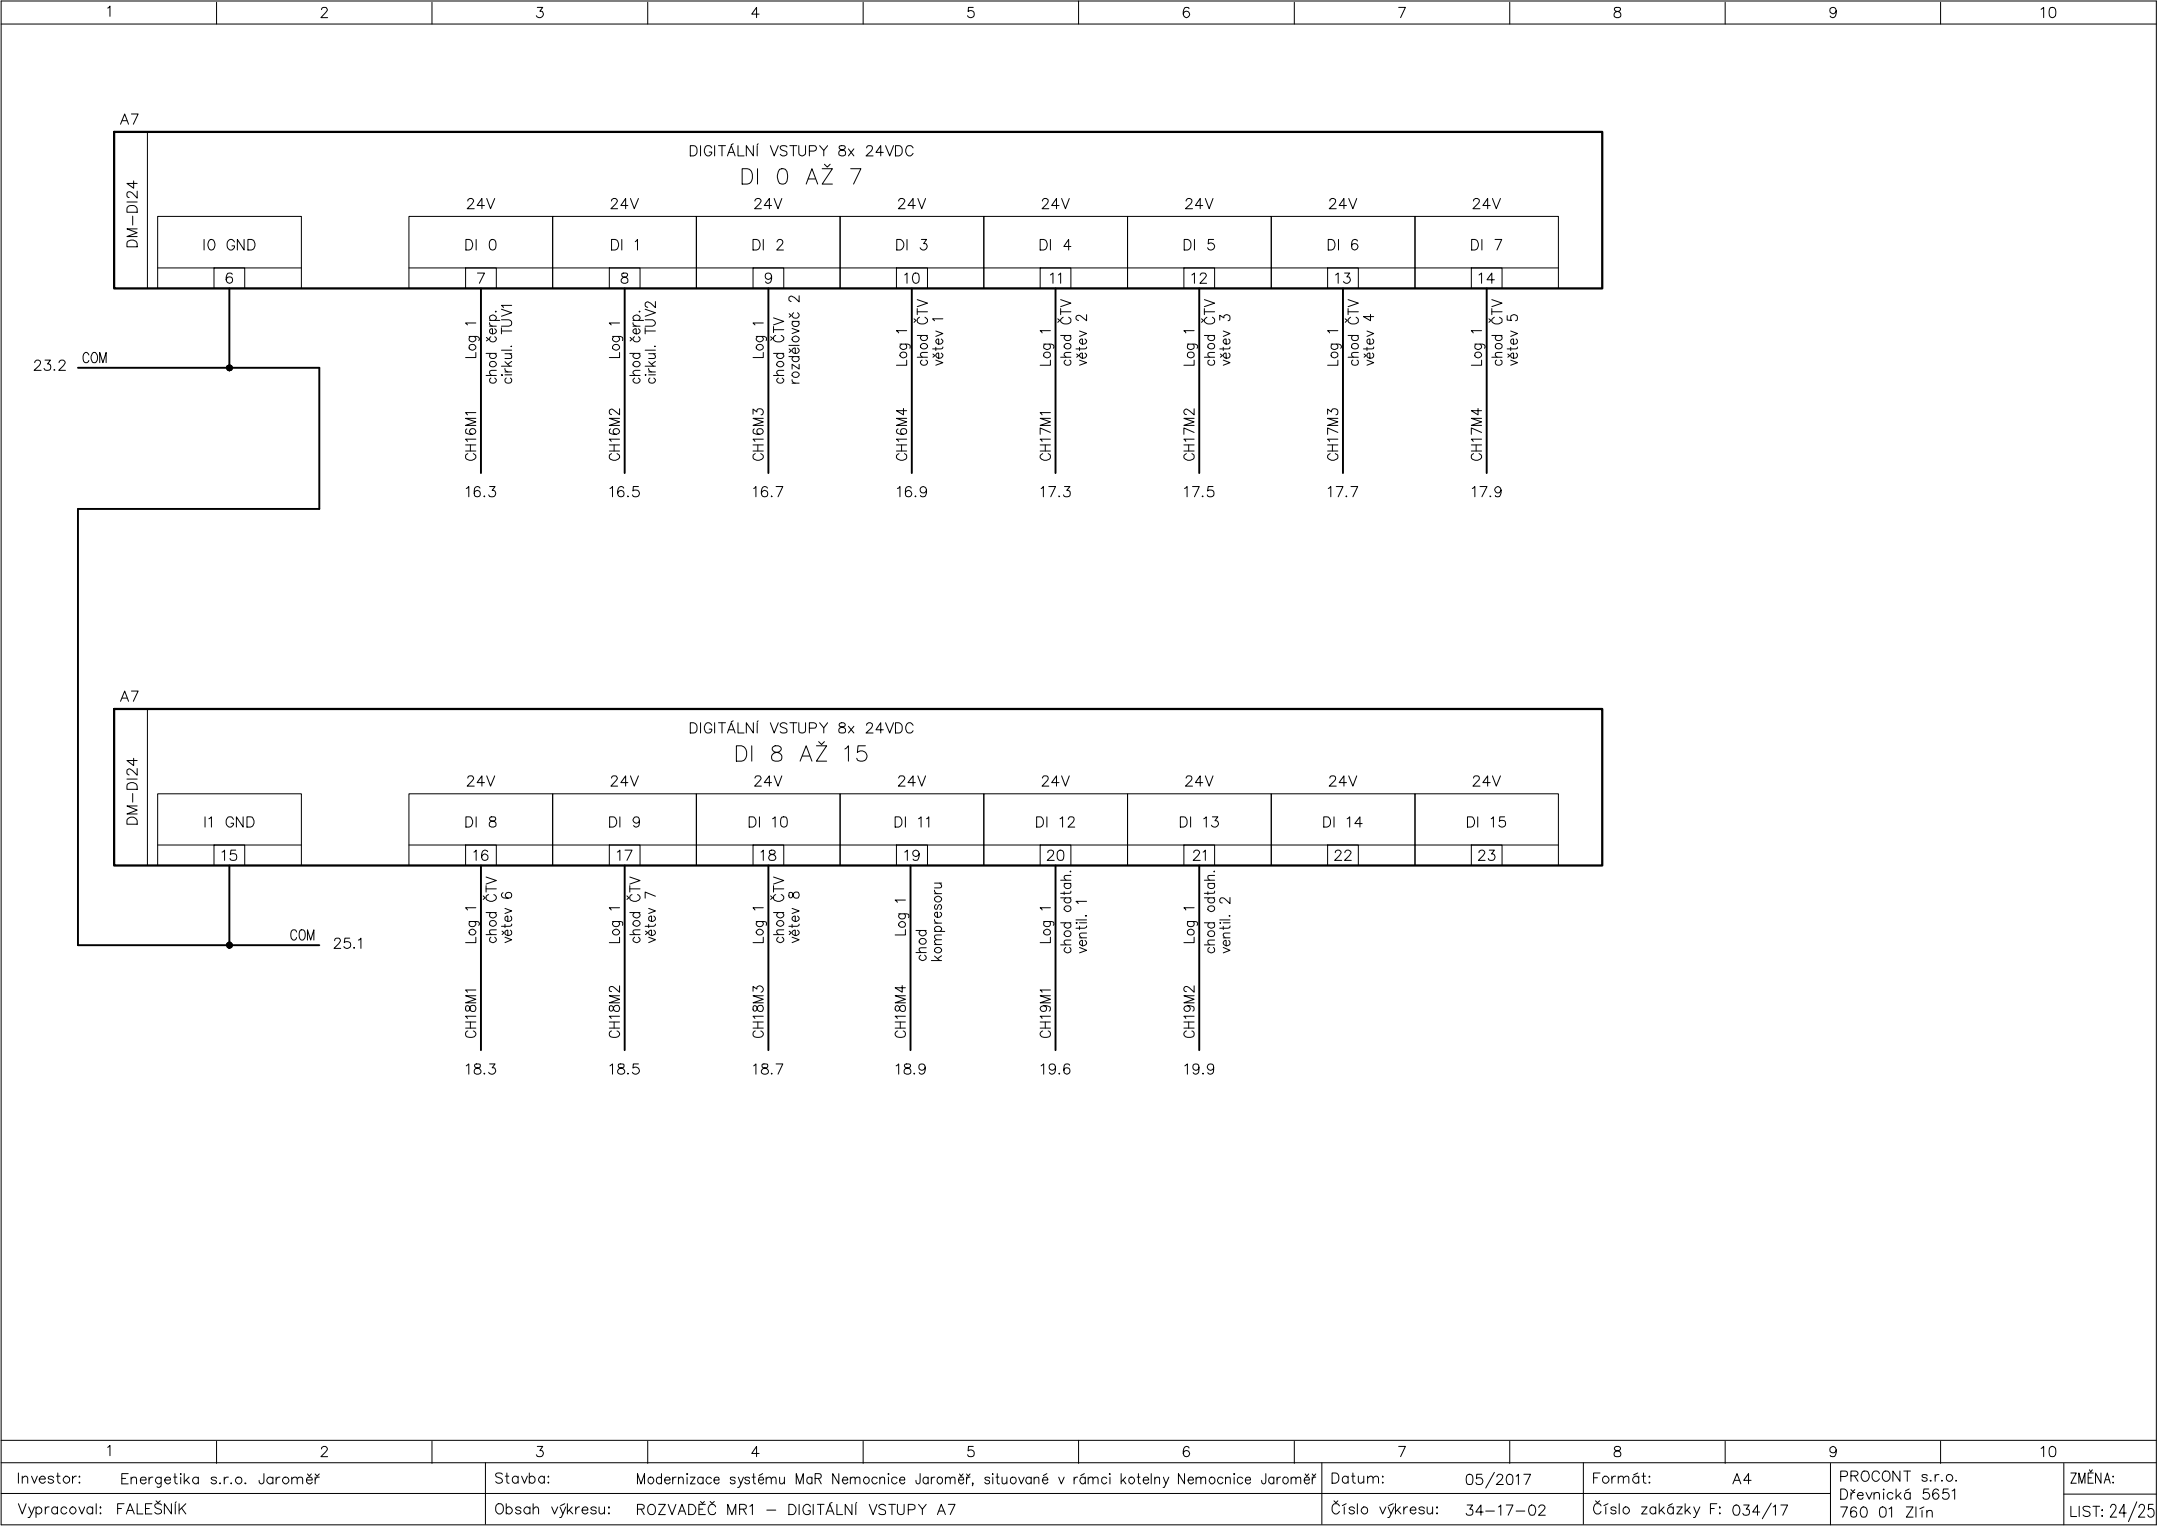 1 2 3 4 5 6 7 8 9 10
A7
DM-DI24
DIGITÁLNÍ VSTUPY 8x 24VDC
DI 0 AŽ 7
24V 24V 24V 24V 24V 24V 24V 24V
I0 GND DI 0 DI 1 DI 2 DI 3 DI 4 DI 5 DI 6 DI 7
6 7 8 9 10 11 12 13 14
23.2 COM
Log 1
chod čerp.
cirkul. TUV1
CH16M1
Log 1
chod čerp.
cirkul. TUV2
CH16M2
Log 1
chod ČTV
rozdělovač 2
CH16M3
Log 1
chod ČTV
větev 1
CH16M4
Log 1
chod ČTV
větev 2
CH17M1
Log 1
chod ČTV
větev 3
CH17M2
Log 1
chod ČTV
větev 4
CH17M3
Log 1
chod ČTV
větev 5
CH17M4
16.3 16.5 16.7 16.9 17.3 17.5 17.7 17.9
A7
DM-DI24
DIGITÁLNÍ VSTUPY 8x 24VDC
DI 8 AŽ 15
24V 24V 24V 24V 24V 24V 24V 24V
I1 GND DI 8 DI 9 DI 10 DI 11 DI 12 DI 13 DI 14 DI 15
15 16 17 18 19 20 21 22 23
COM 25.1
Log 1
chod ČTV
větev 6
CH18M1
Log 1
chod ČTV
větev 7
CH18M2
Log 1
chod ČTV
větev 8
CH18M3
Log 1
chod
kompresoru
CH18M4
Log 1
chod odtah.
ventil. 1
CH19M1
Log 1
chod odtah.
ventil. 2
CH19M2
18.3 18.5 18.7 18.9 19.6 19.9
1 2 3 4 5 6 7 8 9 10
Investor: Energetika s.r.o. Jaroměř
Vypracoval: FALEŠNÍK
Stavba: Modernizace systému MaR Nemocnice Jaroměř, situované v rámci kotelny Nemocnice Jaroměř
Obsah výkresu: ROZVADĚČ MR1 - DIGITÁLNÍ VSTUPY A7
Datum: 05/2017
Číslo výkresu: 34-17-02
Formát: A4
Číslo zakázky F: 034/17
PROCONT s.r.o.
Dřevnická 5651
760 01 Zlín
ZMĚNA:
LIST: 24/25